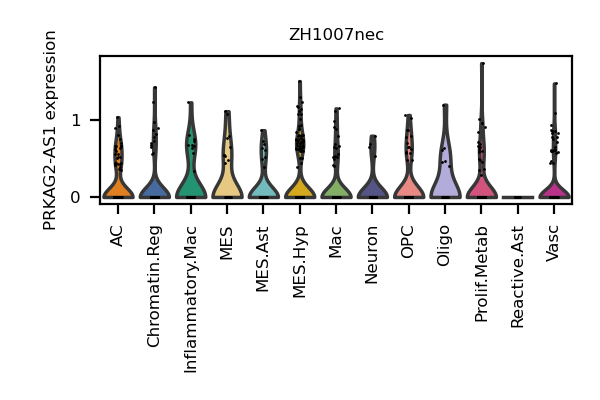 ZH1007nec
PRKAG2-AS1 expression
1
0
AC
Chromatin.Reg
Inflammatory.Mac
MES
MES.Ast
MES.Hyp
Mac
Neuron
OPC
Oligo
Prolif.Metab
Reactive.Ast
Vasc